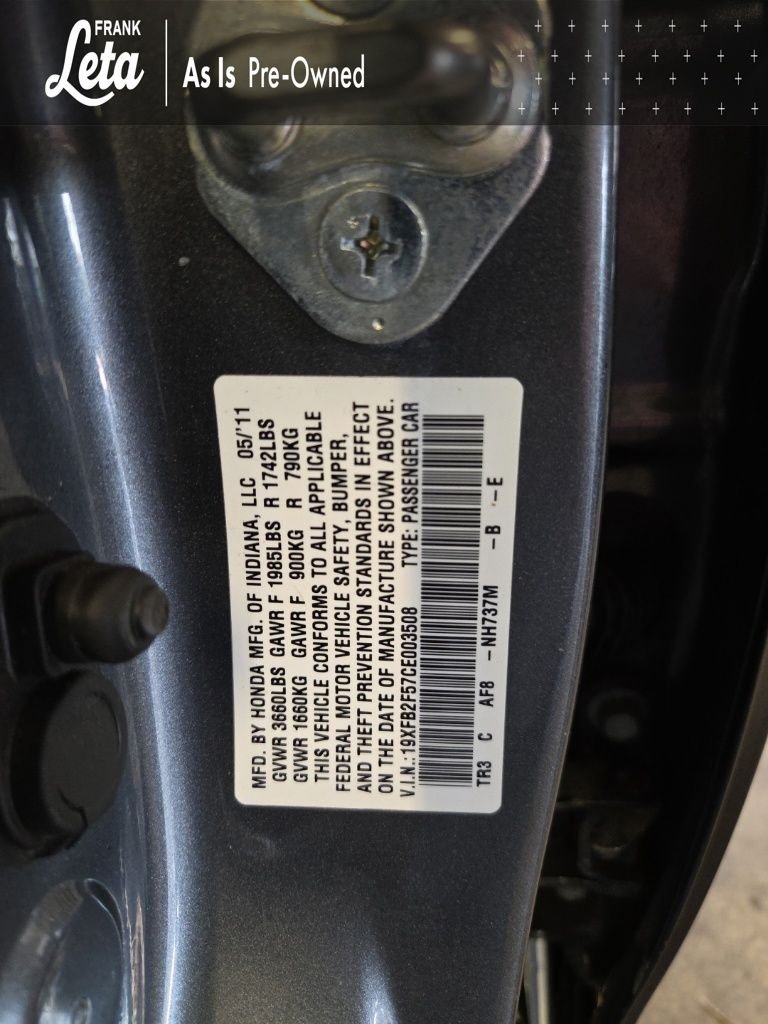 FRANK
Leta
As Is Pre-Owned
MFD. BY HONDA MFG. OF INDIANA, LLC 05/'11
GVWR 3660LBS GAWR F 1985LBS R 1742LBS
GVWR 1660KG GAWR F 900KG R 790KG
THIS VEHICLE CONFORMS TO ALL APPLICABLE
FEDERAL MOTOR VEHICLE SAFETY, BUMPER,
AND THEFT PREVENTION STANDARDS IN EFFECT
ON THE DATE OF MANUFACTURE SHOWN ABOVE.
V.I.N.:19XFB2F57CE003508 TYPE: PASSENGER CAR
TR3 C AF8 -NH737M -B -E